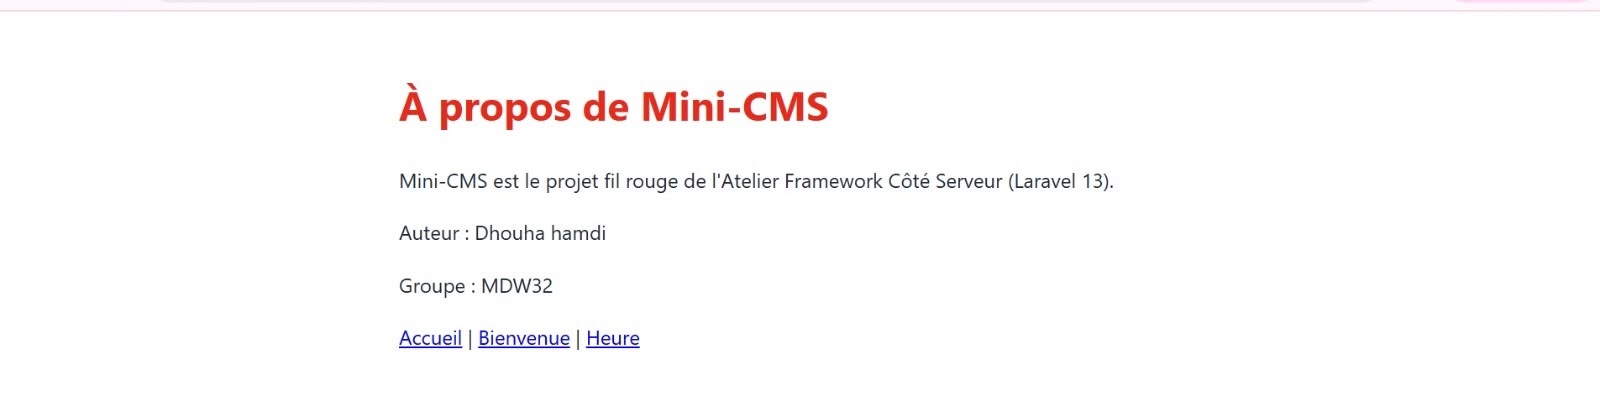 À propos de Mini-CMS
Mini-CMS est le projet fil rouge de l'Atelier Framework Côté Serveur (Laravel 13).
Auteur : Dhouha hamdi
Groupe : MDW32
Accueil | Bienvenue | Heure